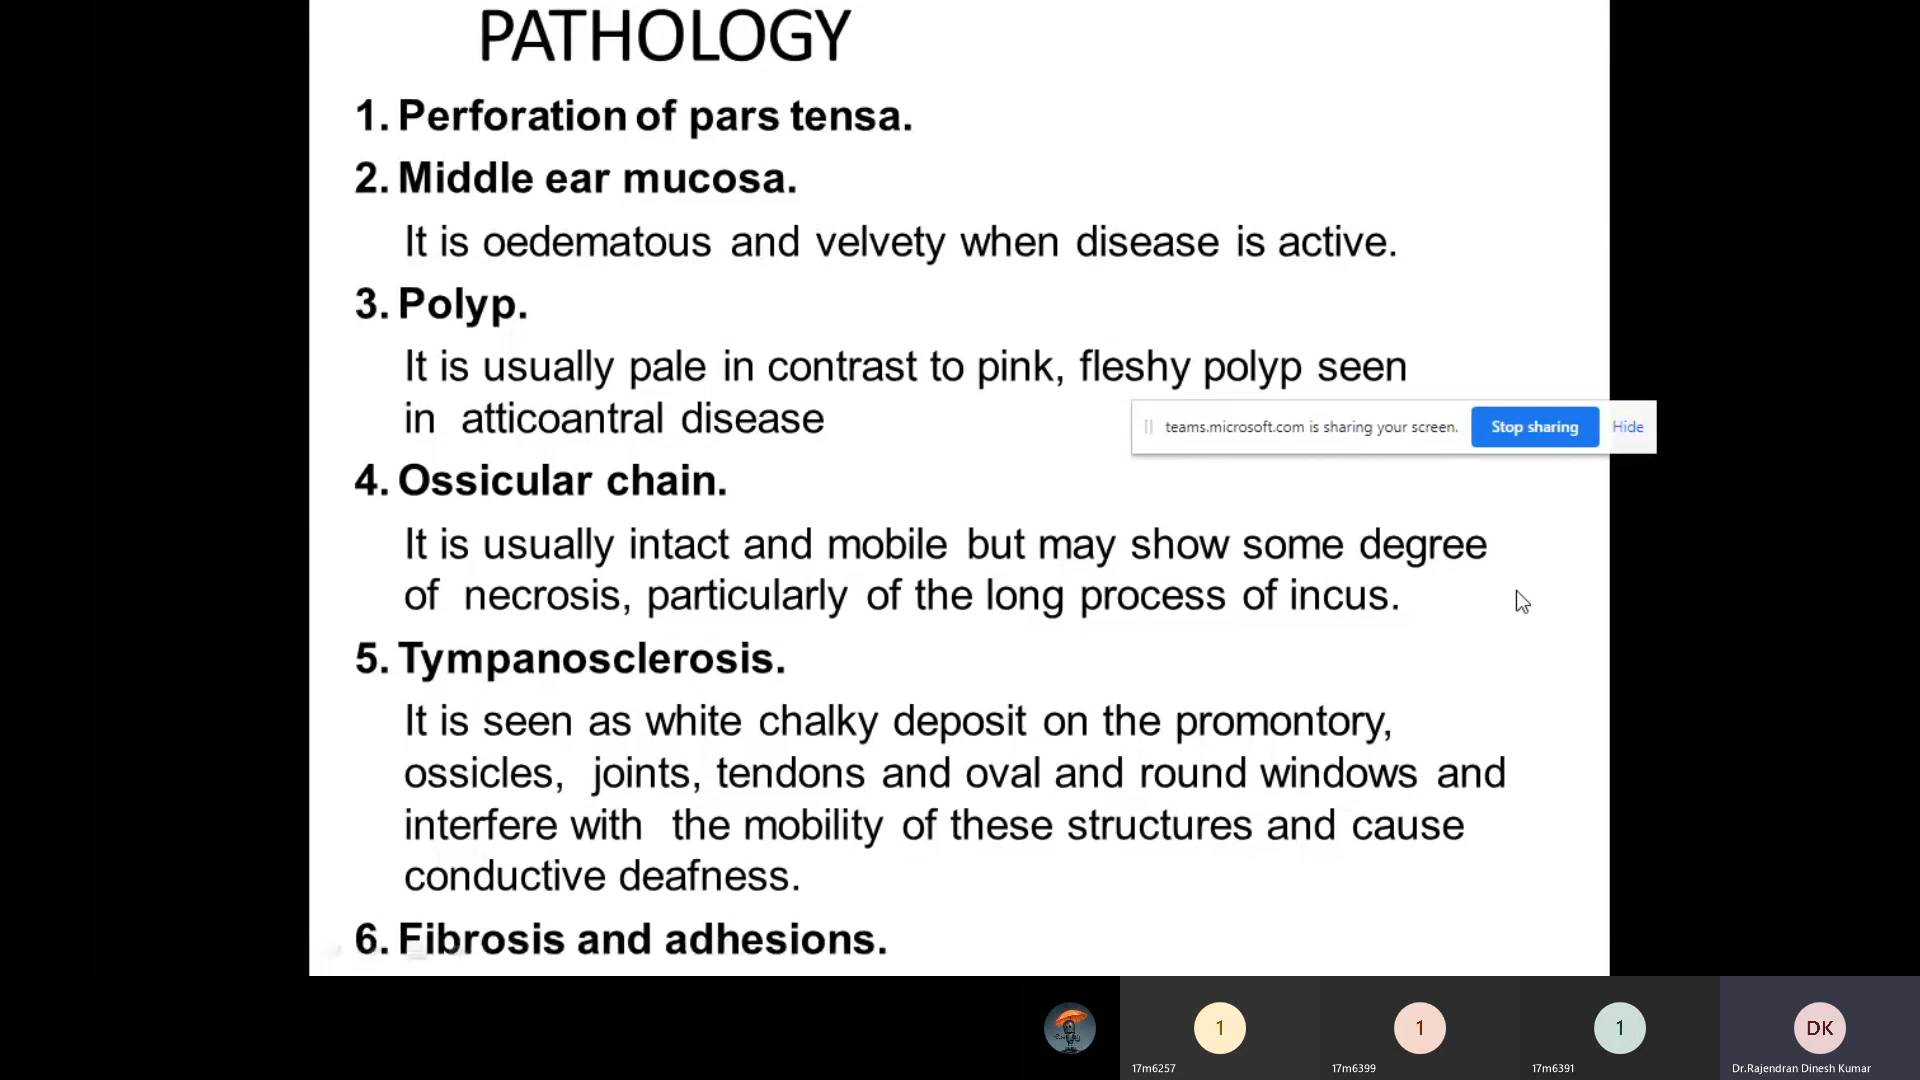 PATHOLOGY
1. Perforation of pars tensa.
2. Middle ear mucosa.
It is oedematous and velvety when disease is active.
3. Polyp.
It is usually pale in contrast to pink, fleshy polyp seen
in atticoantral disease
teams.microsoft.com is sharing your screen. Stop sharing Hide
4. Ossicular chain.
It is usually intact and mobile but may show some degree
of necrosis, particularly of the long process of incus.
5. Tympanosclerosis.
It is seen as white chalky deposit on the promontory,
ossicles, joints, tendons and oval and round windows and
interfere with the mobility of these structures and cause
conductive deafness.
6. Fibrosis and adhesions.
1 1 1 DK
17m6257 17m6399 17m6391 Dr.Rajendran Dinesh Kumar